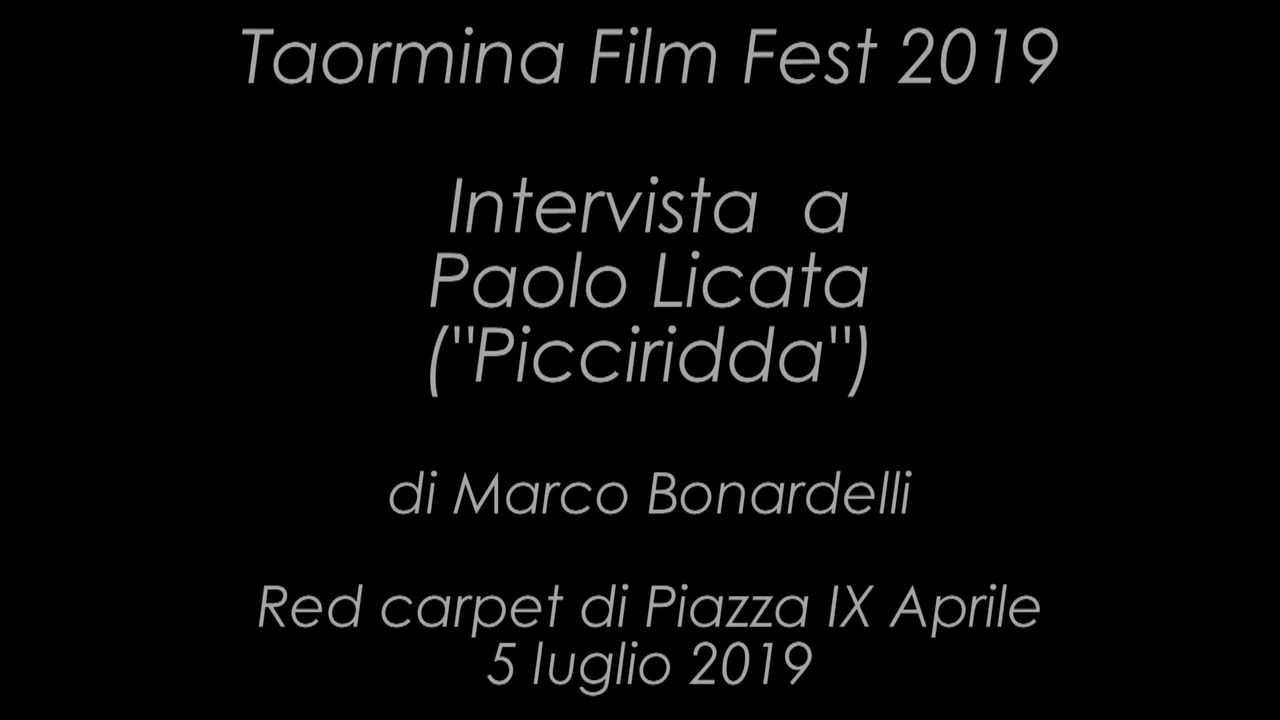 Taormina Film Fest 2019
Intervista a
Paolo Licata
("Picciridda")
di Marco Bonardelli
Red carpet di Piazza IX Aprile
5 luglio 2019